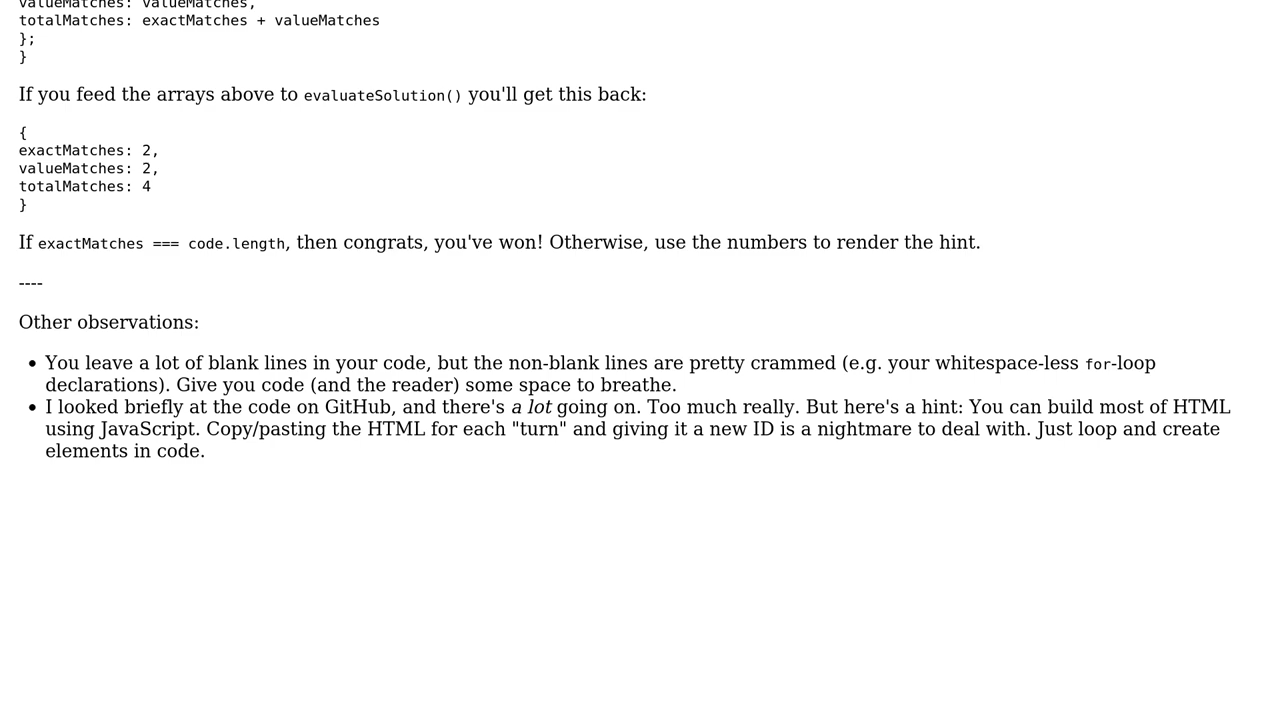 valueMatches: valueMatches,
totalMatches: exactMatches + valueMatches
};
}
If you feed the arrays above to evaluateSolution() you'll get this back:
{
exactMatches: 2,
valueMatches: 2,
totalMatches: 4
}
If exactMatches === code.length, then congrats, you've won! Otherwise, use the numbers to render the hint.
----
Other observations:
• You leave a lot of blank lines in your code, but the non-blank lines are pretty crammed (e.g. your whitespace-less for-loop
declarations). Give you code (and the reader) some space to breathe.
• I looked briefly at the code on GitHub, and there's a lot going on. Too much really. But here's a hint: You can build most of HTML
using JavaScript. Copy/pasting the HTML for each "turn" and giving it a new ID is a nightmare to deal with. Just loop and create
elements in code.